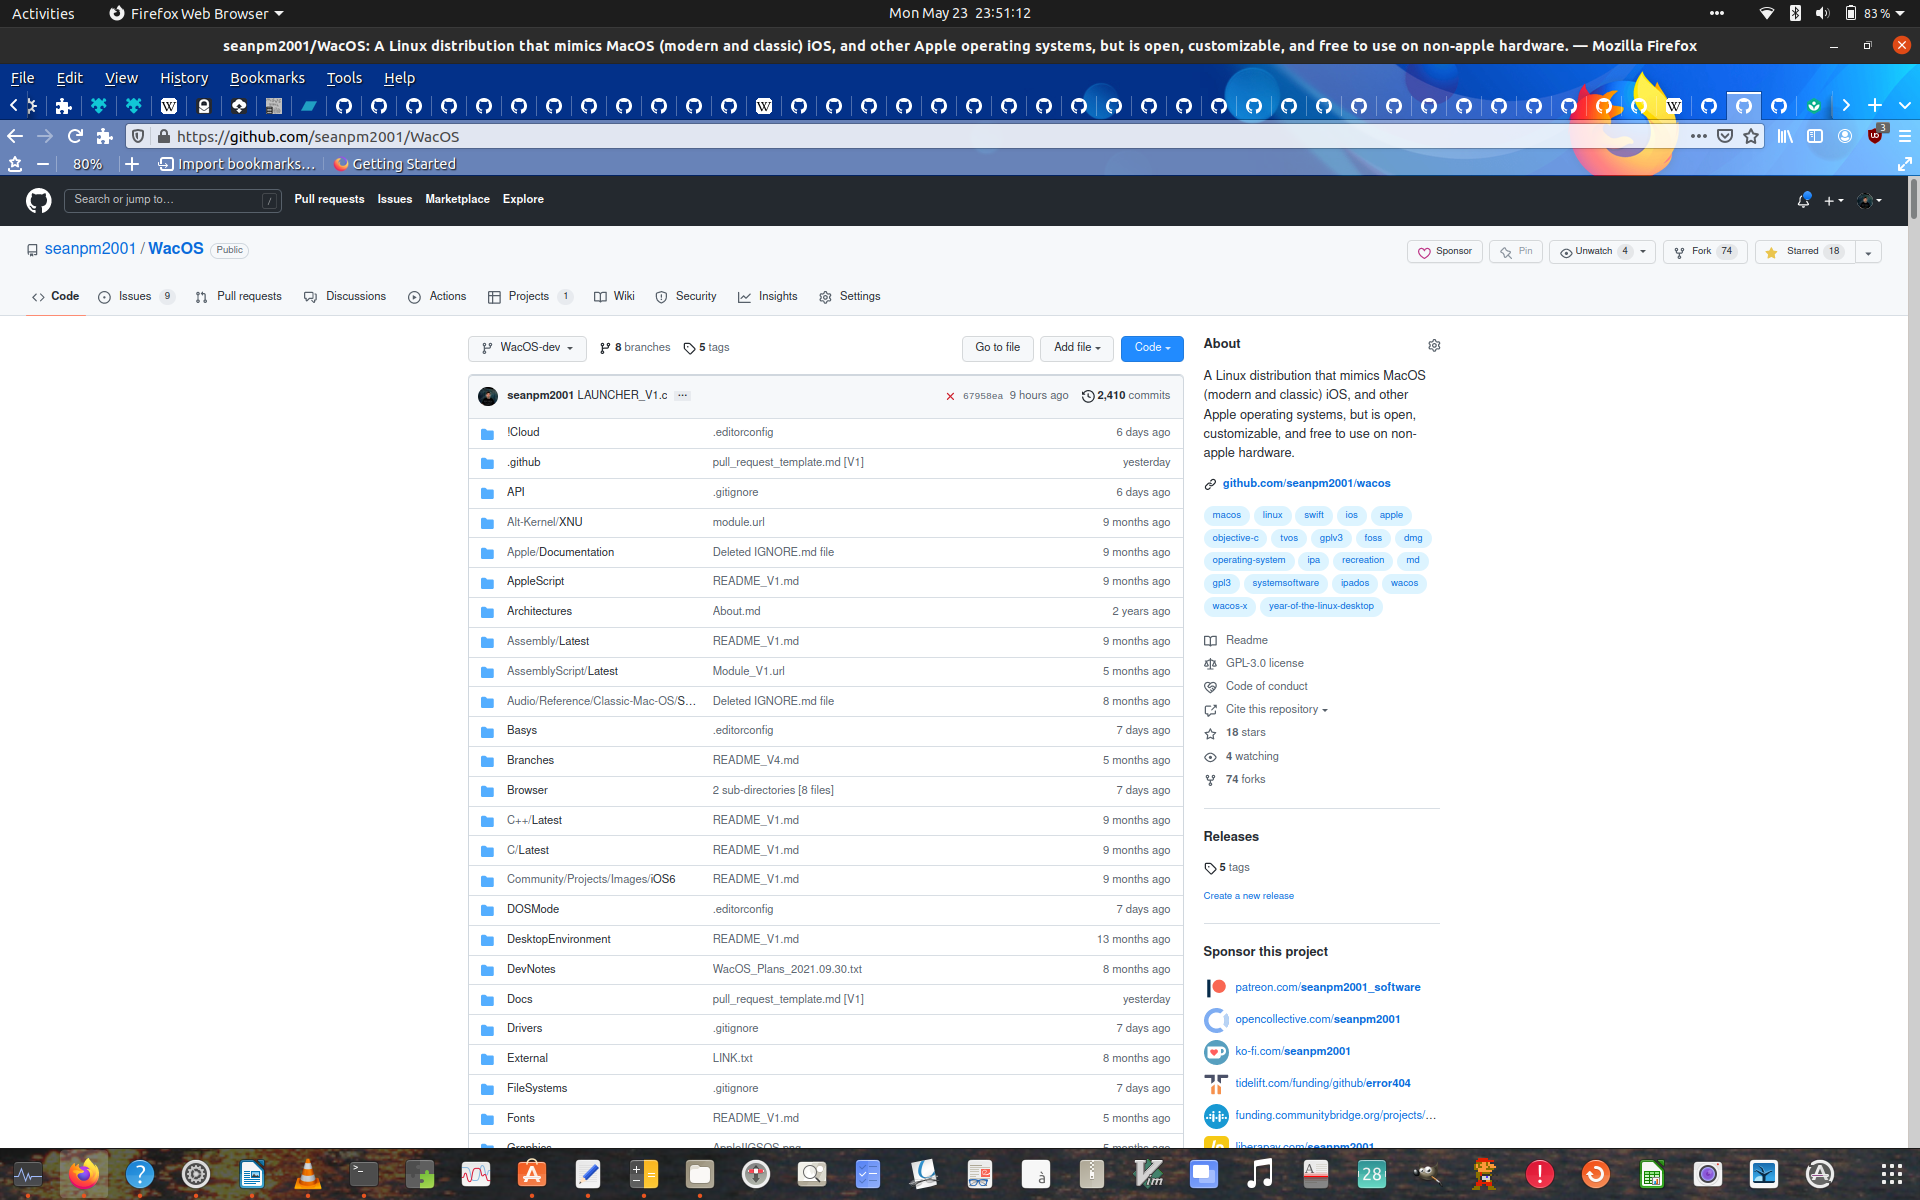 Activities
Firefox Web Browser
Mon May 23 23:51:12
83 %
seanpm2001/WacOS: A Linux distribution that mimics MacOS (modern and classic) iOS, and other Apple operating systems, but is open, customizable, and free to use on non-apple hardware. — Mozilla Firefox
File Edit View History Bookmarks Tools Help
https://github.com/seanpm2001/WacOS
3
80%
Import bookmarks...
Getting Started
Search or jump to...
/
Pull requests Issues Marketplace Explore
seanpm2001 / WacOS Public
Sponsor
Pin
Unwatch 4
Fork 74
Starred 18
Code
Issues 9
Pull requests
Discussions
Actions
Projects 1
Wiki
Security
Insights
Settings
WacOS-dev
8 branches
5 tags
Go to file
Add file
Code
seanpm2001 LAUNCHER_V1.c ...
67958ea 9 hours ago
2,410 commits
!Cloud .editorconfig 6 days ago
.github pull_request_template.md [V1] yesterday
API .gitignore 6 days ago
Alt-Kernel/XNU module.url 9 months ago
Apple/Documentation Deleted IGNORE.md file 9 months ago
AppleScript README_V1.md 9 months ago
Architectures About.md 2 years ago
Assembly/Latest README_V1.md 9 months ago
AssemblyScript/Latest Module_V1.url 5 months ago
Audio/Reference/Classic-Mac-OS/S... Deleted IGNORE.md file 8 months ago
Basys .editorconfig 7 days ago
Branches README_V4.md 5 months ago
Browser 2 sub-directories [8 files] 7 days ago
C++/Latest README_V1.md 9 months ago
C/Latest README_V1.md 9 months ago
Community/Projects/Images/iOS6 README_V1.md 9 months ago
DOSMode .editorconfig 7 days ago
DesktopEnvironment README_V1.md 13 months ago
DevNotes WacOS_Plans_2021.09.30.txt 8 months ago
Docs pull_request_template.md [V1] yesterday
Drivers .gitignore 7 days ago
External LINK.txt 8 months ago
FileSystems .gitignore 7 days ago
Fonts README_V1.md 5 months ago
Graphics AppleIIGSOS.png 5 months ago
About
A Linux distribution that mimics MacOS
(modern and classic) iOS, and other
Apple operating systems, but is open,
customizable, and free to use on non-
apple hardware.
github.com/seanpm2001/wacos
macos linux swift ios apple
objective-c tvos gplv3 foss dmg
operating-system ipa recreation md
gpl3 systemsoftware ipados wacos
wacos-x year-of-the-linux-desktop
Readme
GPL-3.0 license
Code of conduct
Cite this repository
18 stars
4 watching
74 forks
Releases
5 tags
Create a new release
Sponsor this project
patreon.com/seanpm2001_software
opencollective.com/seanpm2001
ko-fi.com/seanpm2001
tidelift.com/funding/github/error404
funding.communitybridge.org/projects/...
liberapay.com/seanpm2001
28